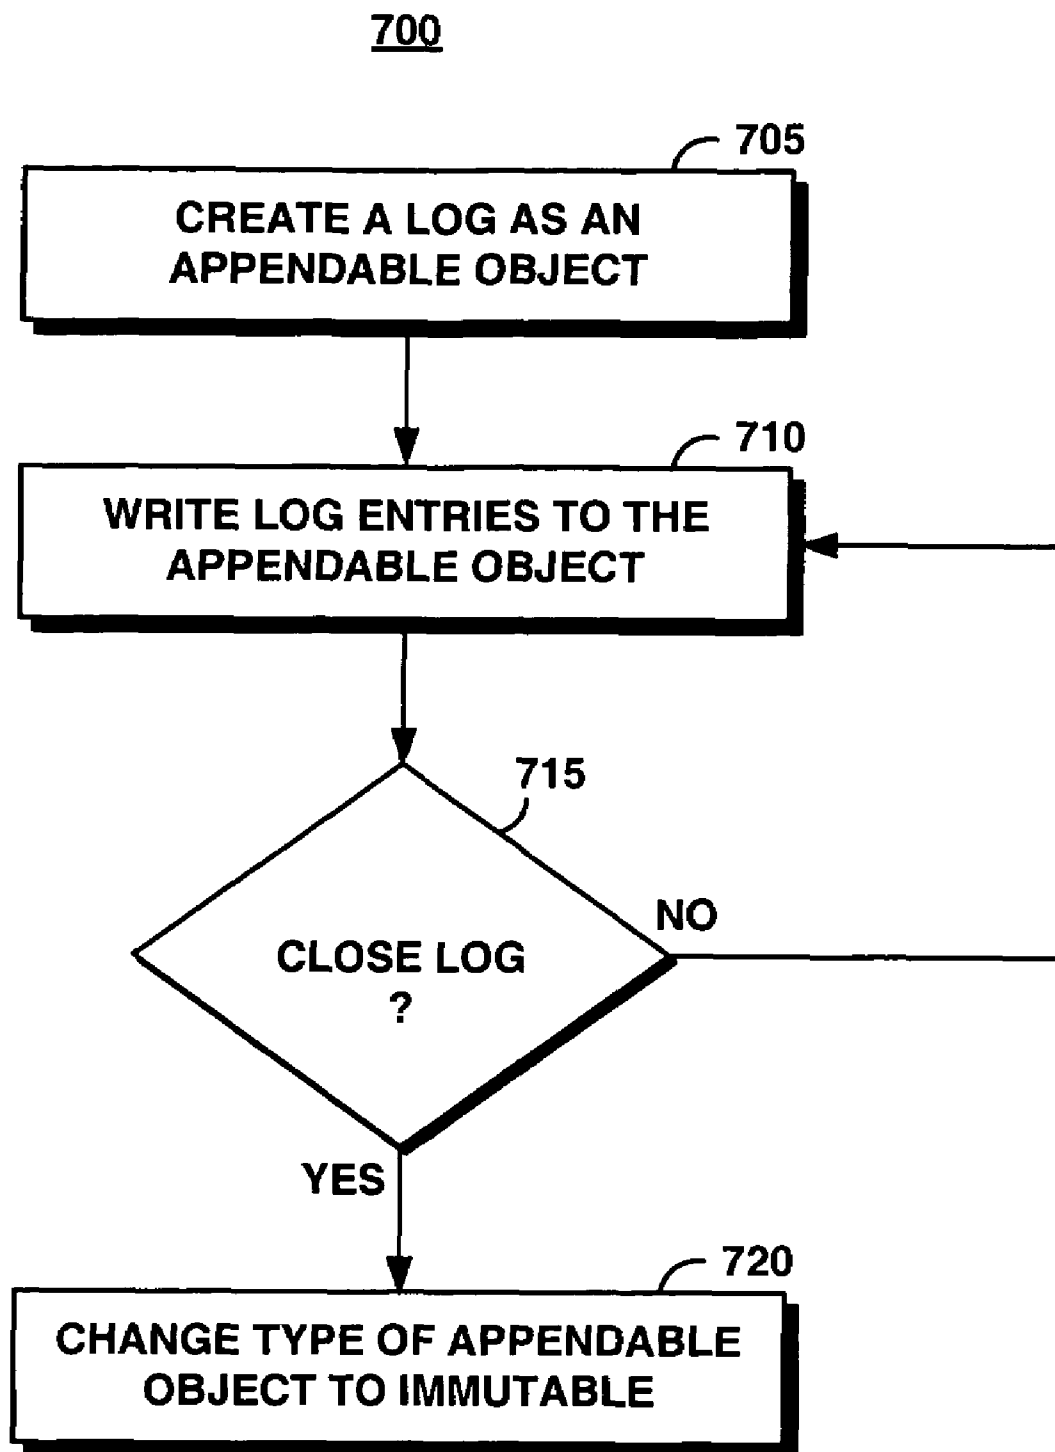 700
705
CREATE A LOG AS AN
APPENDABLE OBJECT
710
WRITE LOG ENTRIES TO THE
APPENDABLE OBJECT
715
CLOSE LOG
?
NO
YES
720
CHANGE TYPE OF APPENDABLE
OBJECT TO IMMUTABLE